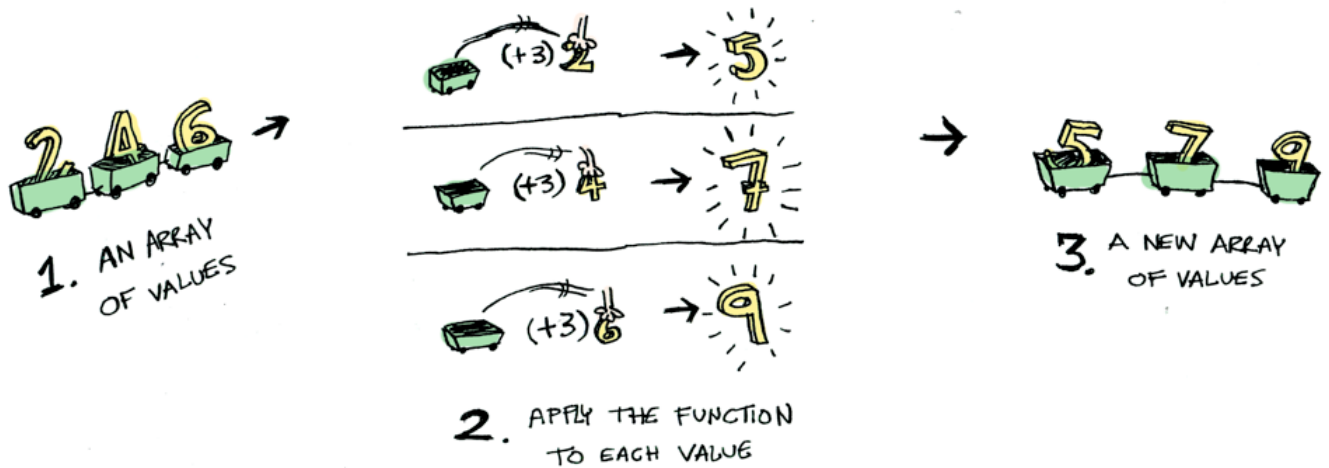 2 4 6
1. AN ARRAY
OF VALUES
(+3) 2 → 5
(+3) 4 → 7
(+3) 6 → 9
2. APPLY THE FUNCTION
TO EACH VALUE
5 7 9
3. A NEW ARRAY
OF VALUES